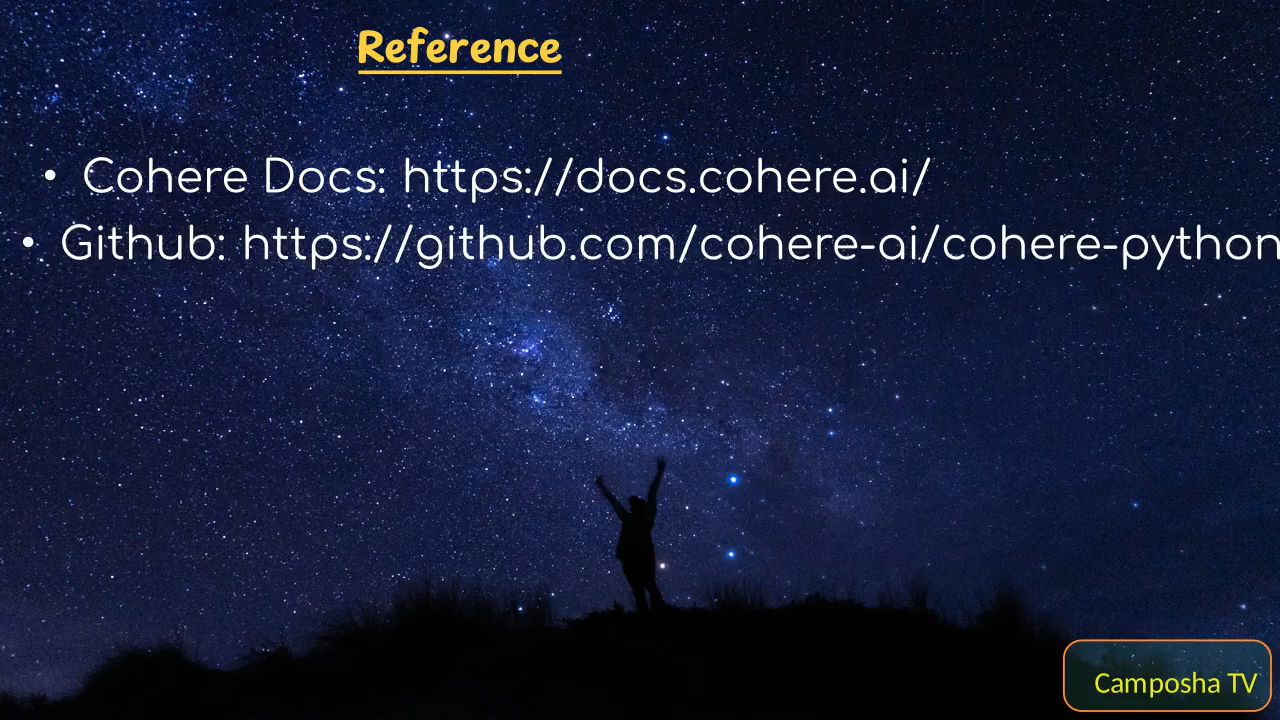 Reference
• Cohere Docs: https://docs.cohere.ai/
• Github: https://github.com/cohere-ai/cohere-python
Camposha TV